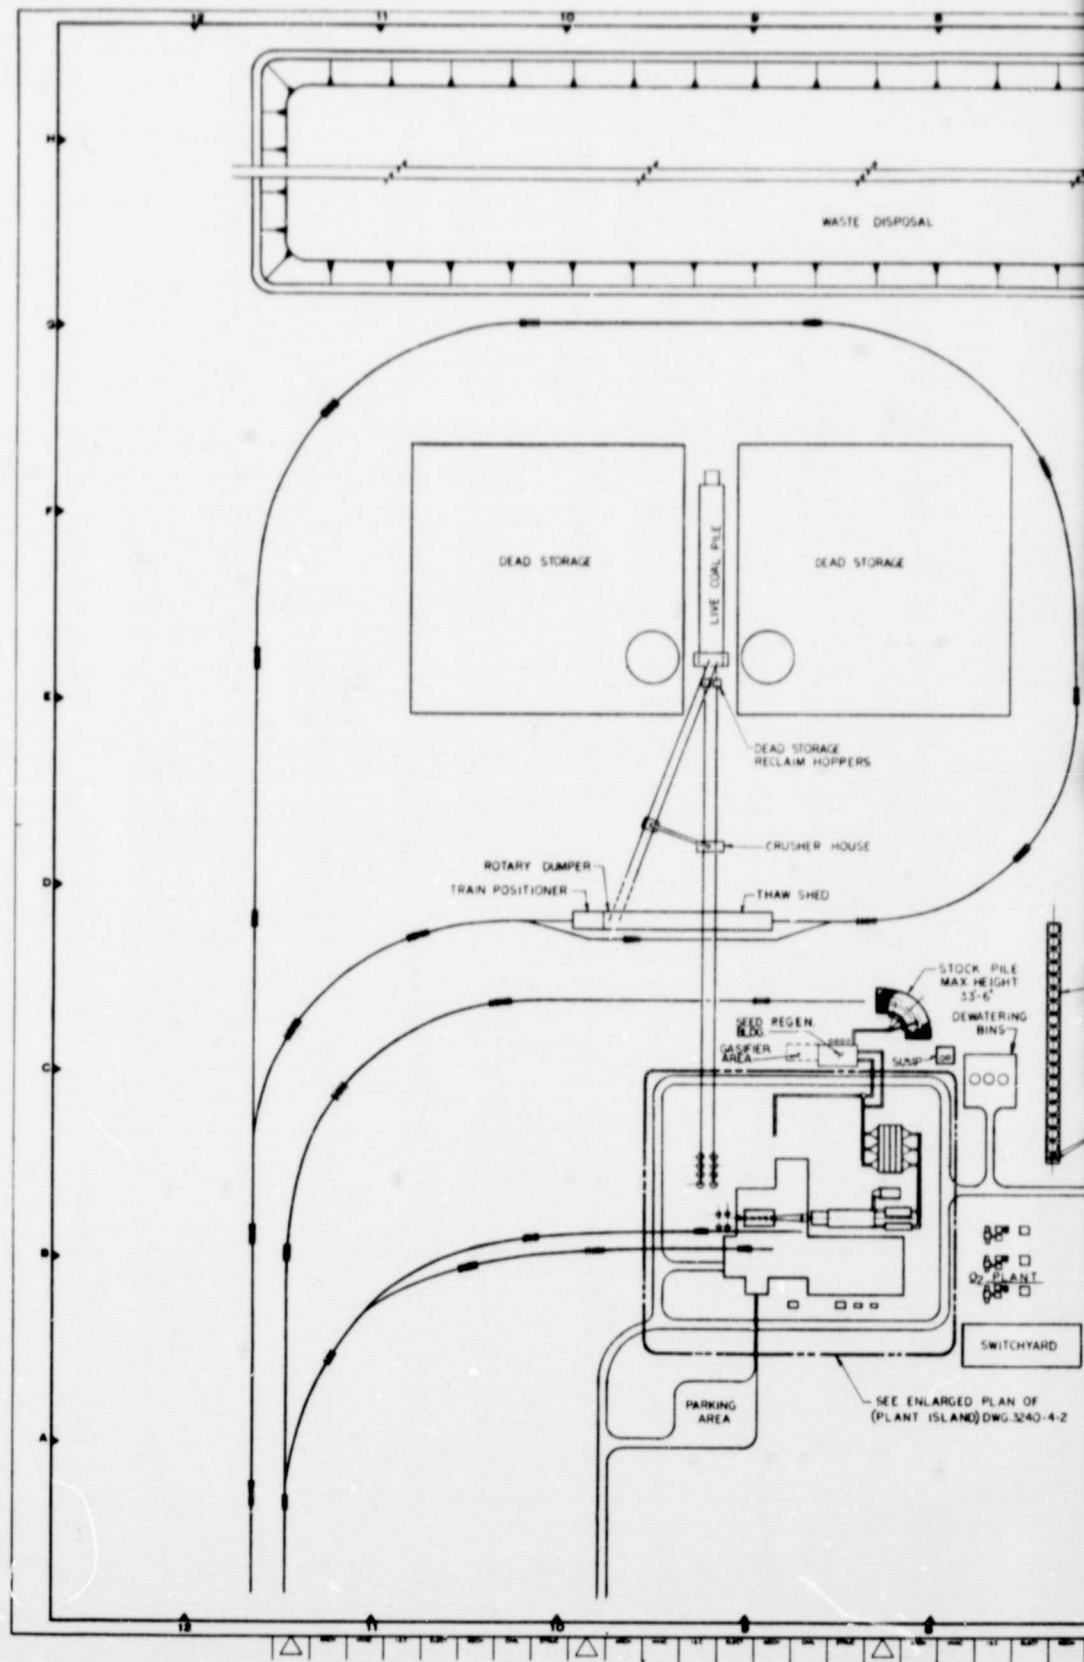 12 11 10 9 8
H
WASTE DISPOSAL
G
F
DEAD STORAGE
LIVE COAL PILE
DEAD STORAGE
E
DEAD STORAGE
RECLAIM HOPPERS
CRUSHER HOUSE
D
ROTARY DUMPER
TRAIN POSITIONER
THAW SHED
STOCK PILE
MAX. HEIGHT
33'-6"
SEED REGEN.
BLDG.
DEWATERING
BINS
GASIFIER
AREA
SUMP
C
B
O2 PLANT
SWITCHYARD
SEE ENLARGED PLAN OF
(PLANT ISLAND) DWG.3240-4-2
PARKING
AREA
A
12 11 10 9 8